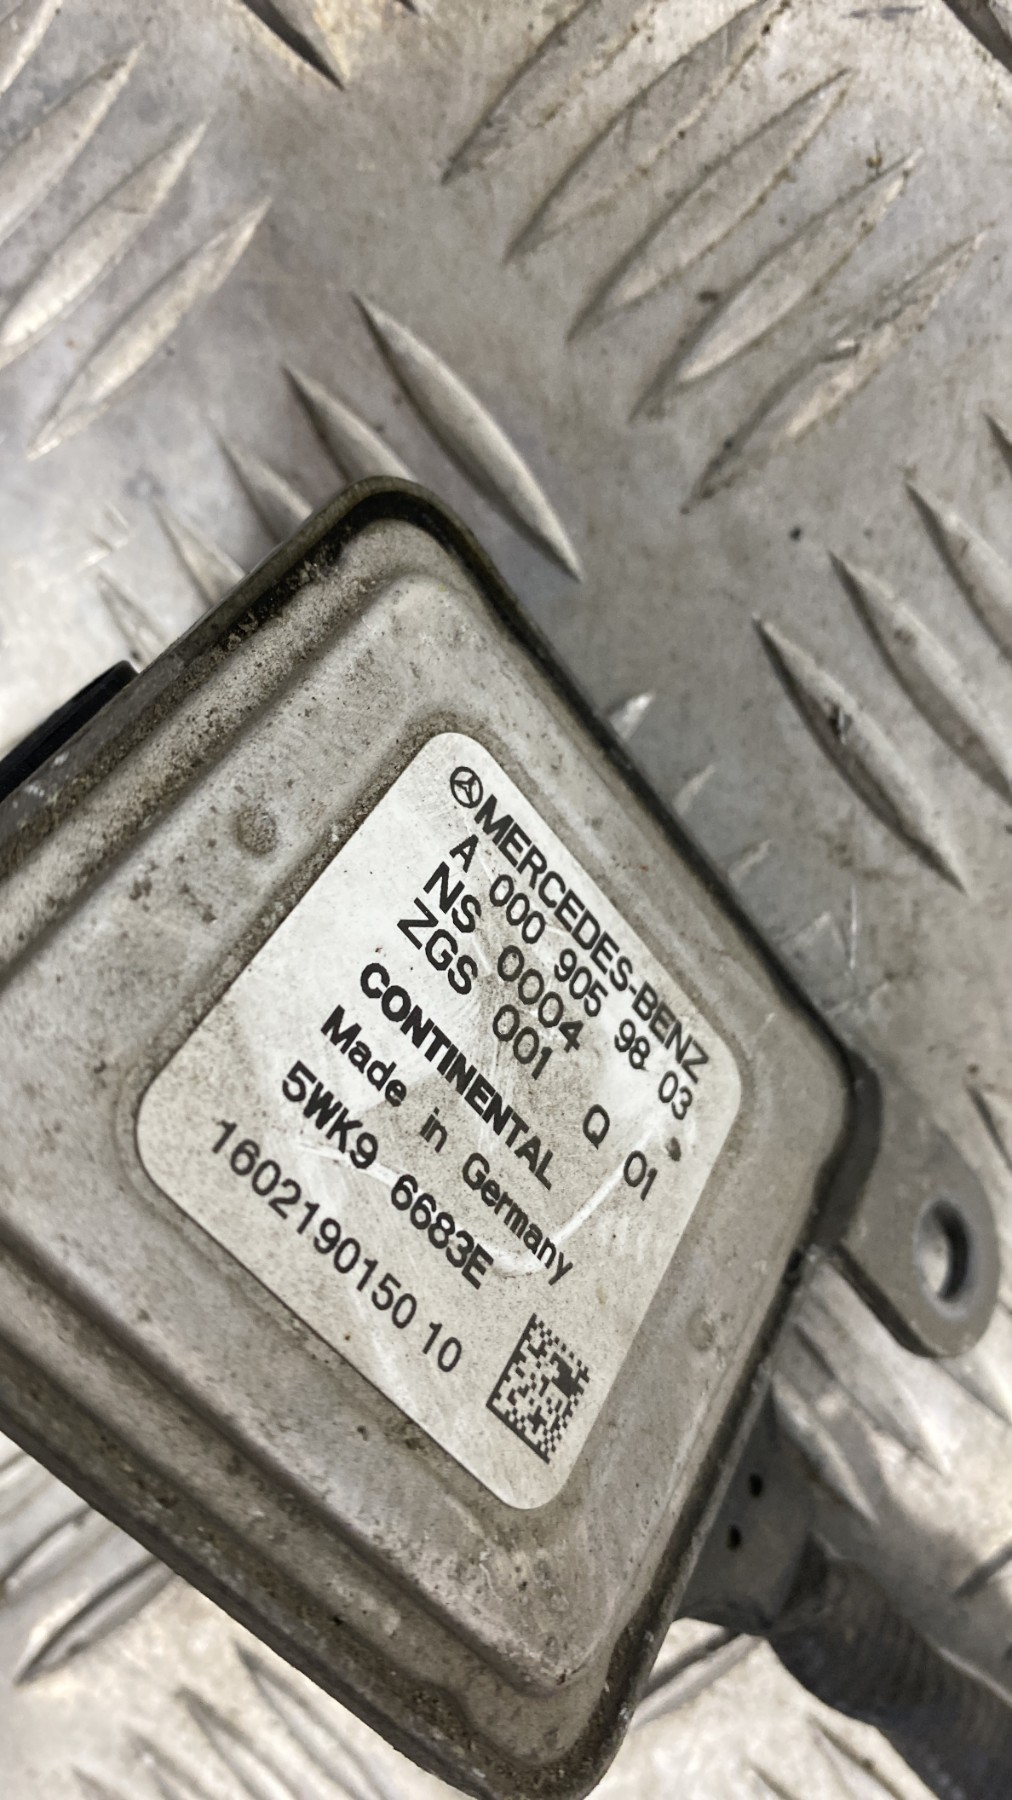 MERCEDES-BENZ
A 000 905 98 03
NS 0004 Q 01
ZGS 001
CONTINENTAL
Made in Germany
5WK9 6683E
1602190150 10